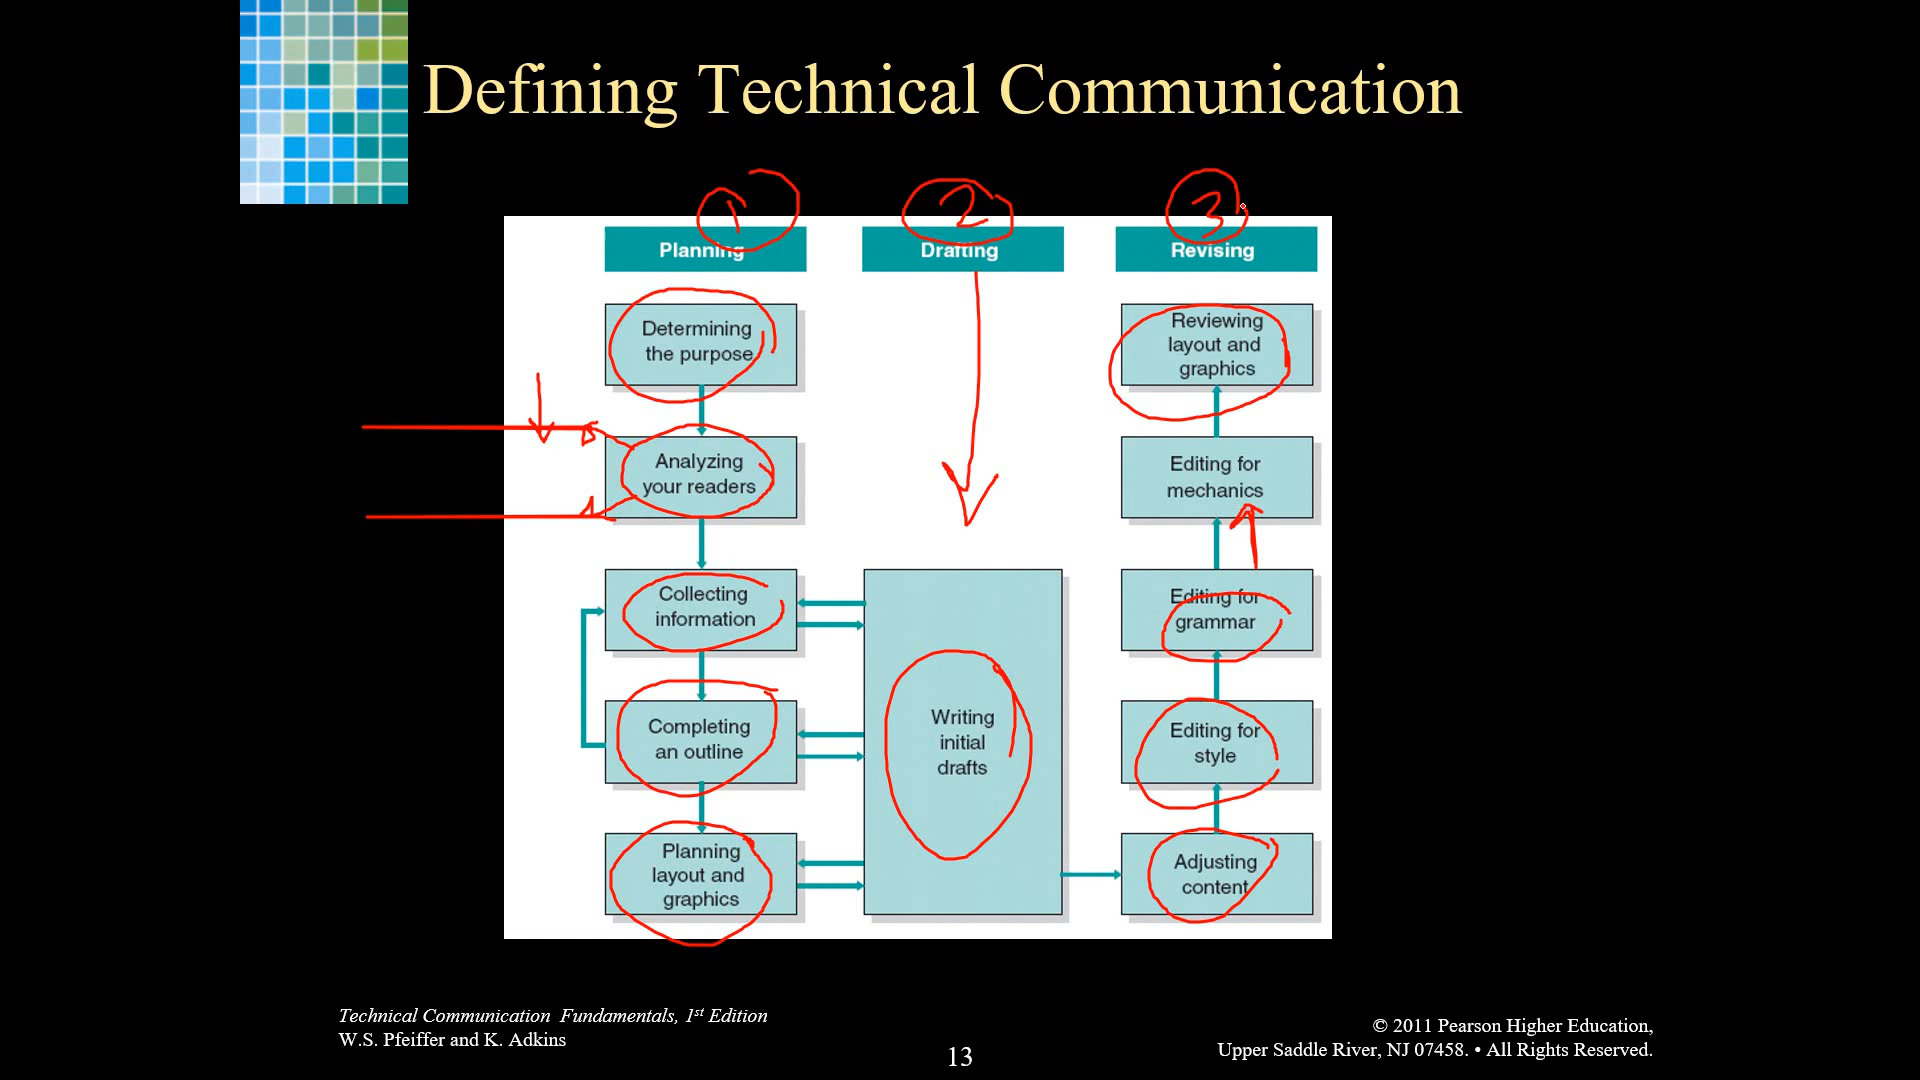 Defining Technical Communication
1
2
3
Planning
Drafting
Revising
Determining
the purpose
Analyzing
your readers
Collecting
information
Completing
an outline
Planning
layout and
graphics
Writing
initial
drafts
Reviewing
layout and
graphics
Editing for
mechanics
Editing for
grammar
Editing for
style
Adjusting
content
Technical Communication Fundamentals, 1st Edition
W.S. Pfeiffer and K. Adkins
13
© 2011 Pearson Higher Education,
Upper Saddle River, NJ 07458. • All Rights Reserved.